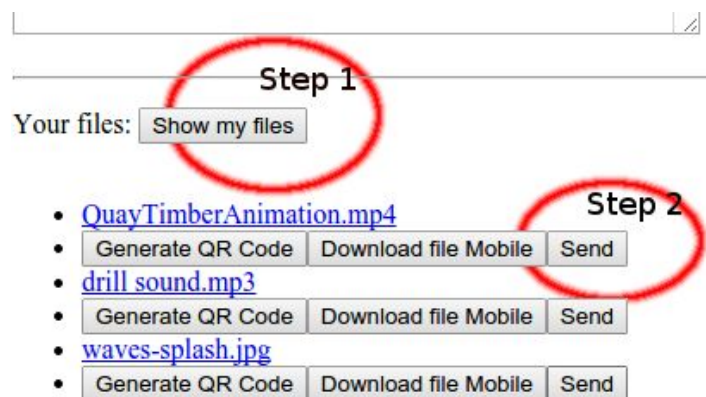 Step 1
Your files: Show my files
Step 2
QuayTimberAnimation.mp4
Generate QR Code Download file Mobile Send
drill sound.mp3
Generate QR Code Download file Mobile Send
waves-splash.jpg
Generate QR Code Download file Mobile Send